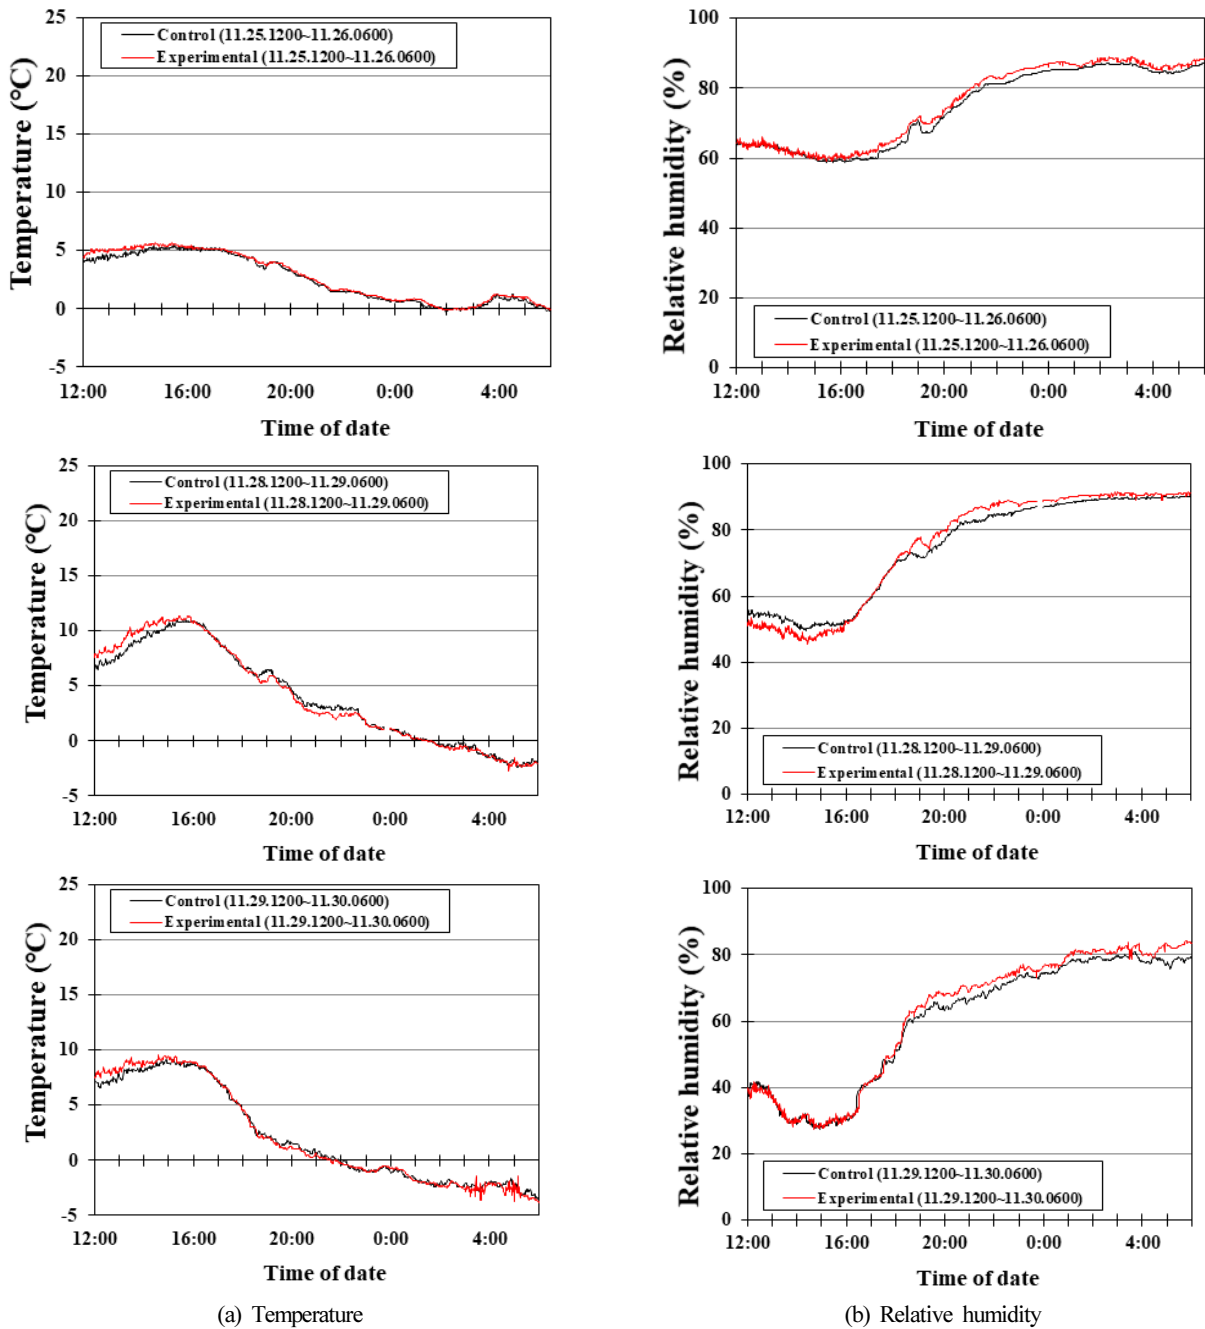 25
20
15
10
5
0
-5
Temperature (℃)
Control (11.25.1200~11.26.0600)
Experimental (11.25.1200~11.26.0600)
12:00 16:00 20:00 0:00 4:00
Time of date
100
80
60
40
20
0
Relative humidity (%)
Control (11.25.1200~11.26.0600)
Experimental (11.25.1200~11.26.0600)
12:00 16:00 20:00 0:00 4:00
Time of date
25
20
15
10
5
0
-5
Temperature (℃)
Control (11.28.1200~11.29.0600)
Experimental (11.28.1200~11.29.0600)
12:00 16:00 20:00 0:00 4:00
Time of date
100
80
60
40
20
0
Relative humidity (%)
Control (11.28.1200~11.29.0600)
Experimental (11.28.1200~11.29.0600)
12:00 16:00 20:00 0:00 4:00
Time of date
25
20
15
10
5
0
-5
Temperature (℃)
Control (11.29.1200~11.30.0600)
Experimental (11.29.1200~11.30.0600)
12:00 16:00 20:00 0:00 4:00
Time of date
100
80
60
40
20
0
Relative humidity (%)
Control (11.29.1200~11.30.0600)
Experimental (11.29.1200~11.30.0600)
12:00 16:00 20:00 0:00 4:00
Time of date
(a) Temperature
(b) Relative humidity